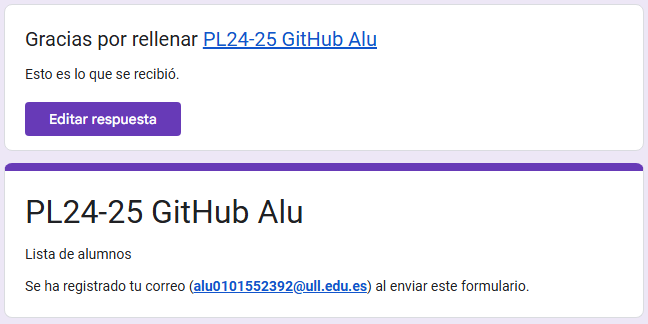 Gracias por rellenar PL24-25 GitHub Alu
Esto es lo que se recibió.
Editar respuesta
PL24-25 GitHub Alu
Lista de alumnos
Se ha registrado tu correo (alu0101552392@ull.edu.es) al enviar este formulario.